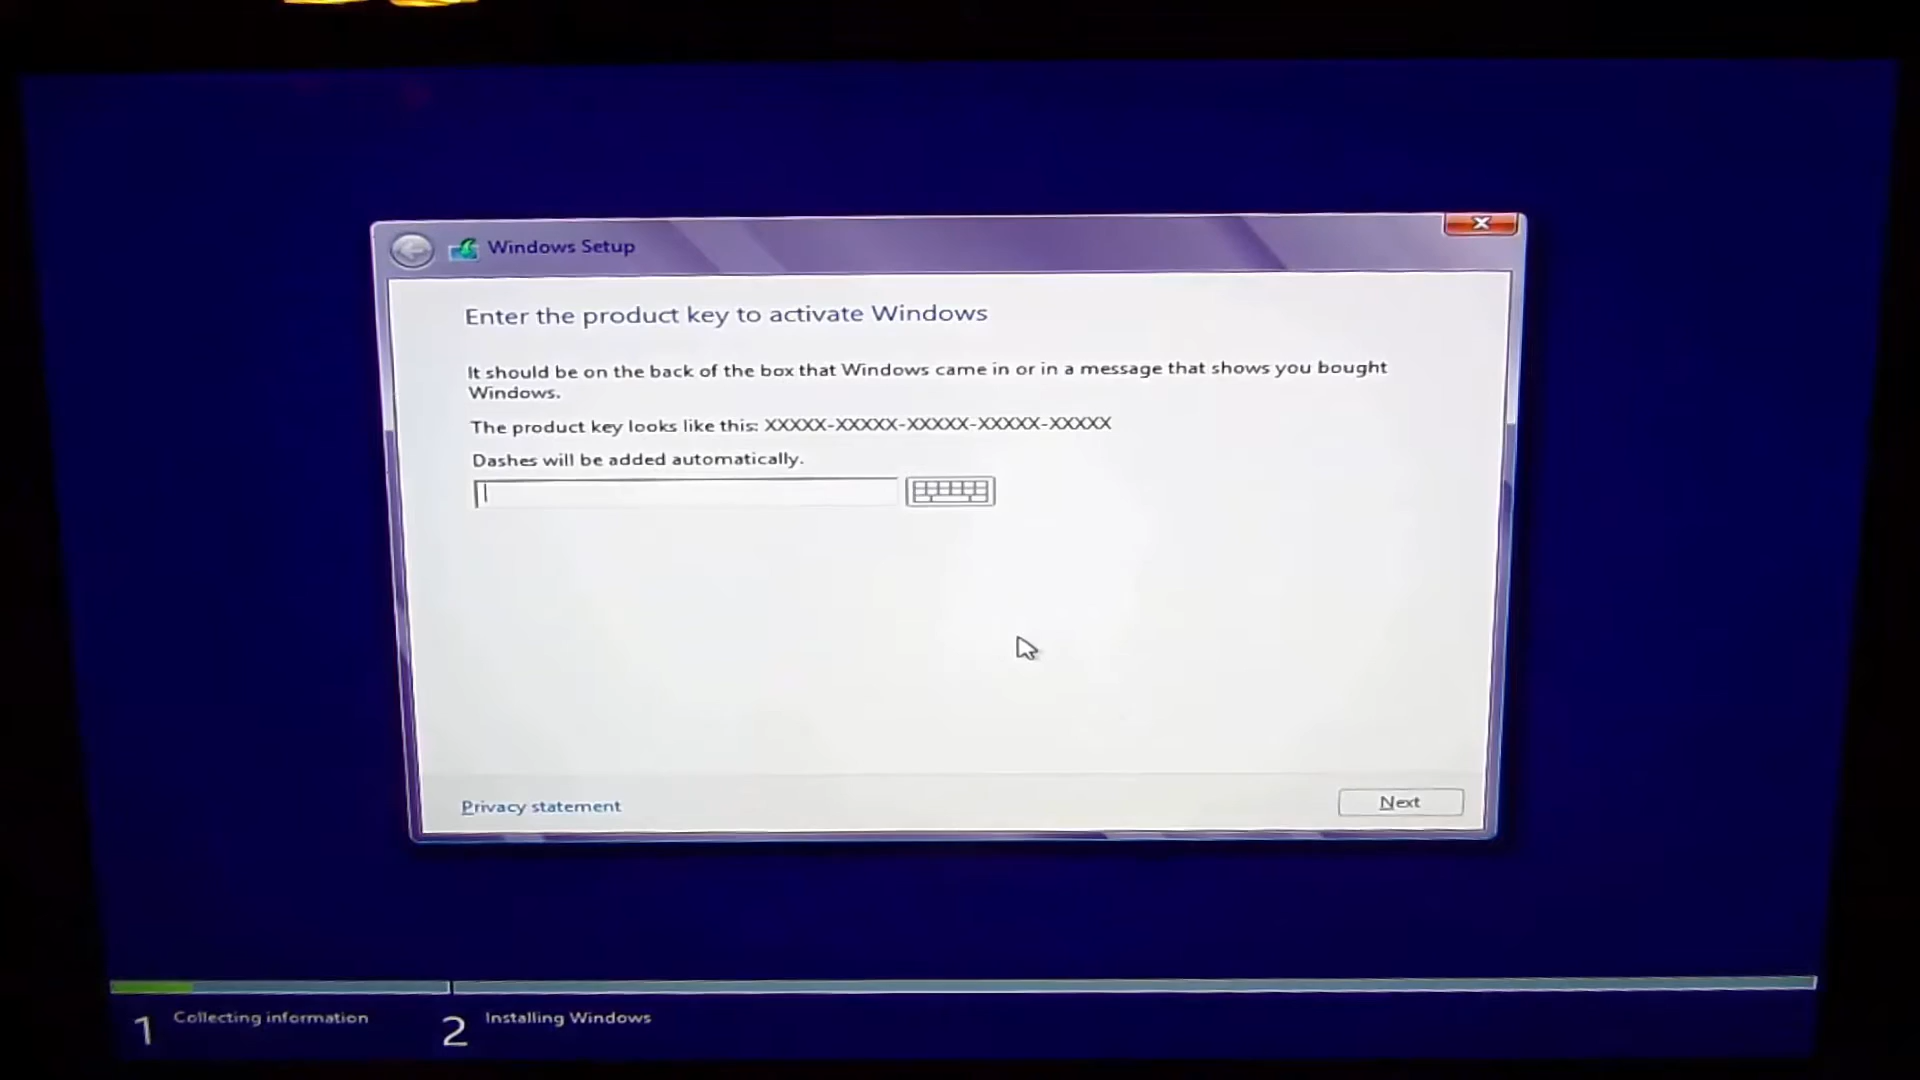 Windows Setup
Enter the product key to activate Windows
It should be on the back of the box that Windows came in or in a message that shows you bought
Windows.
The product key looks like this: XXXXX-XXXXX-XXXXX-XXXXX-XXXXX
Dashes will be added automatically.
Privacy statement
Next
1 Collecting information
2 Installing Windows